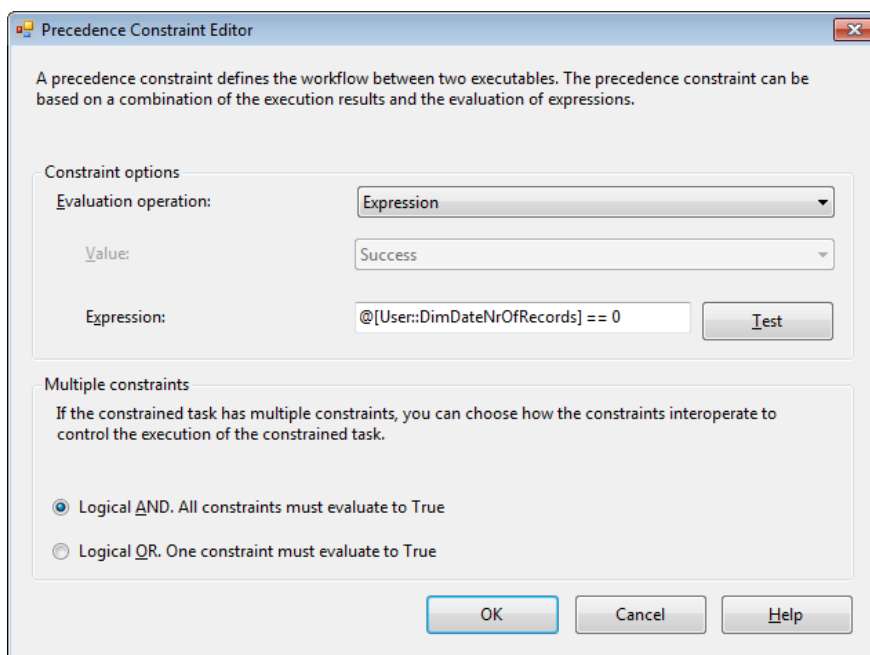 Precedence Constraint Editor
A precedence constraint defines the workflow between two executables. The precedence constraint can be
based on a combination of the execution results and the evaluation of expressions.
Constraint options
Evaluation operation:
Expression
Value:
Success
Expression:
@[User::DimDateNrOfRecords] == 0
Test
Multiple constraints
If the constrained task has multiple constraints, you can choose how the constraints interoperate to
control the execution of the constrained task.
Logical AND. All constraints must evaluate to True
Logical OR. One constraint must evaluate to True
OK
Cancel
Help